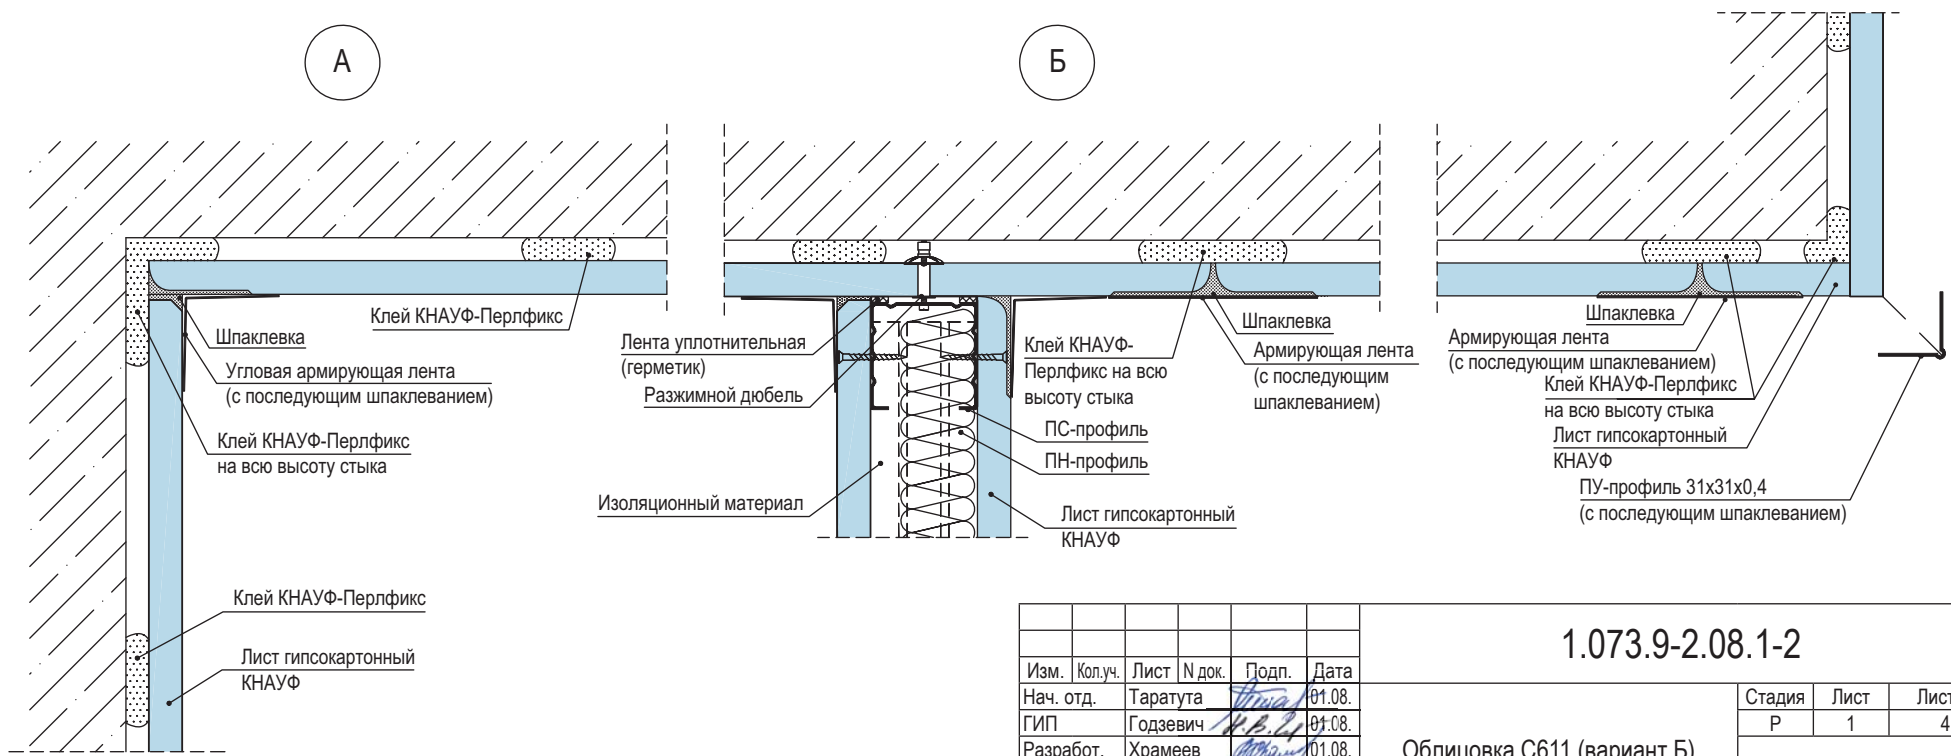 А
Б
Клей КНАУФ-Перлфикс
Шпаклевка
Угловая армирующая лента
(с последующим шпаклеванием)
Клей КНАУФ-Перлфикс
на всю высоту стыка
Клей КНАУФ-Перлфикс
Лист гипсокартонный
КНАУФ
Лента уплотнительная
(герметик)
Разжимной дюбель
Изоляционный материал
Клей КНАУФ-
Перлфикс на всю
высоту стыка
Шпаклевка
Армирующая лента
(с последующим
шпаклеванием)
ПС-профиль
ПН-профиль
Лист гипсокартонный
КНАУФ
Шпаклевка
Армирующая лента
(с последующим шпаклеванием)
Клей КНАУФ-Перлфикс
на всю высоту стыка
Лист гипсокартонный
КНАУФ
ПУ-профиль 31х31х0,4
(с последующим шпаклеванием)
1.073.9-2.08.1-2
Изм. Кол.уч. Лист N док. Подп. Дата
Нач. отд. Таратута 01.08.
ГИП Годзевич 01.08.
Разработ. Храмеев 01.08.
Облицовка С611 (вариант Б)
Стадия Лист Лист
Р 1 4